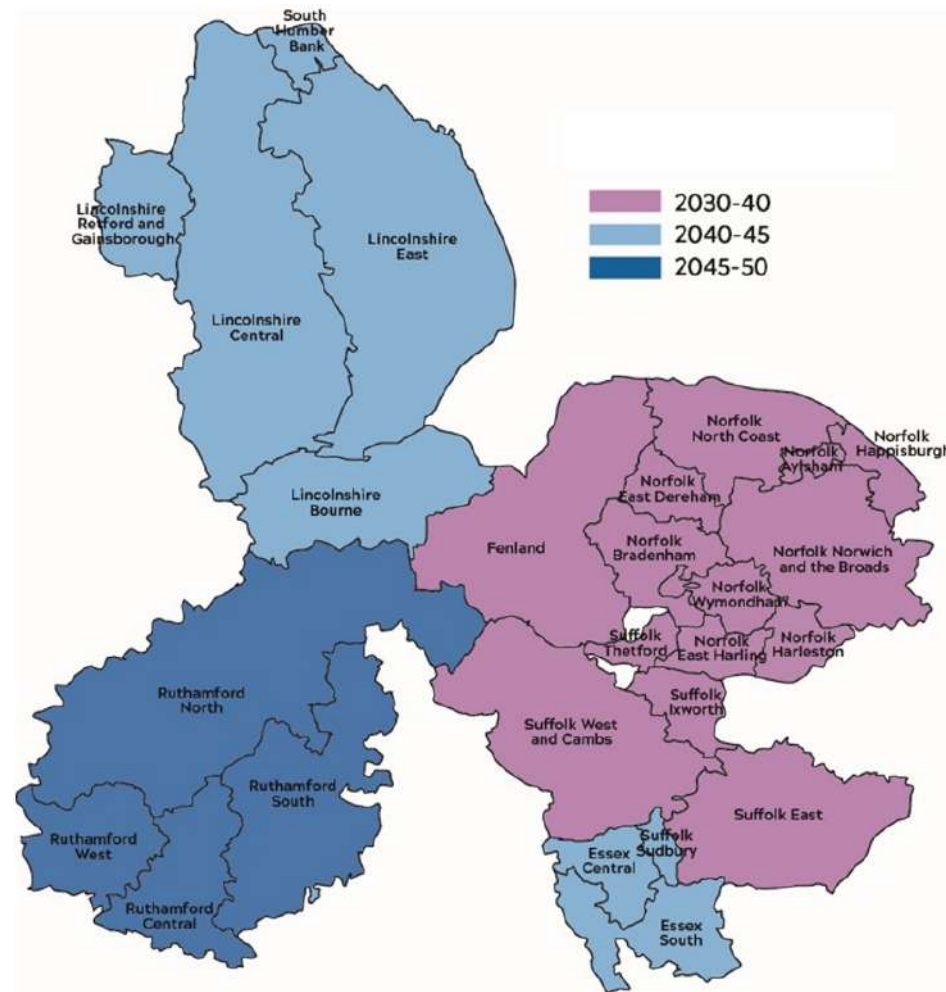 South
Humber
Bank
2030-40
2040-45
2045-50
Lincolnshire
Retford and
Gainsborough
Lincolnshire
East
Lincolnshire
Central
Norfolk
North Coast
Norfolk
Happisburgh
Norfolk
Aylsham
Norfolk
East Dereham
Lincolnshire
Bourne
Fenland
Norfolk
Bradenham
Norfolk Norwich
and the Broads
Norfolk
Wymondham
Suffolk
Thetford
Norfolk
East Harling
Norfolk
Harleston
Ruthamford
North
Suffolk
Ixworth
Suffolk West
and Cambs
Ruthamford
South
Suffolk East
Ruthamford
West
Suffolk
Sudbury
Essex
Central
Ruthamford
Central
Essex
South